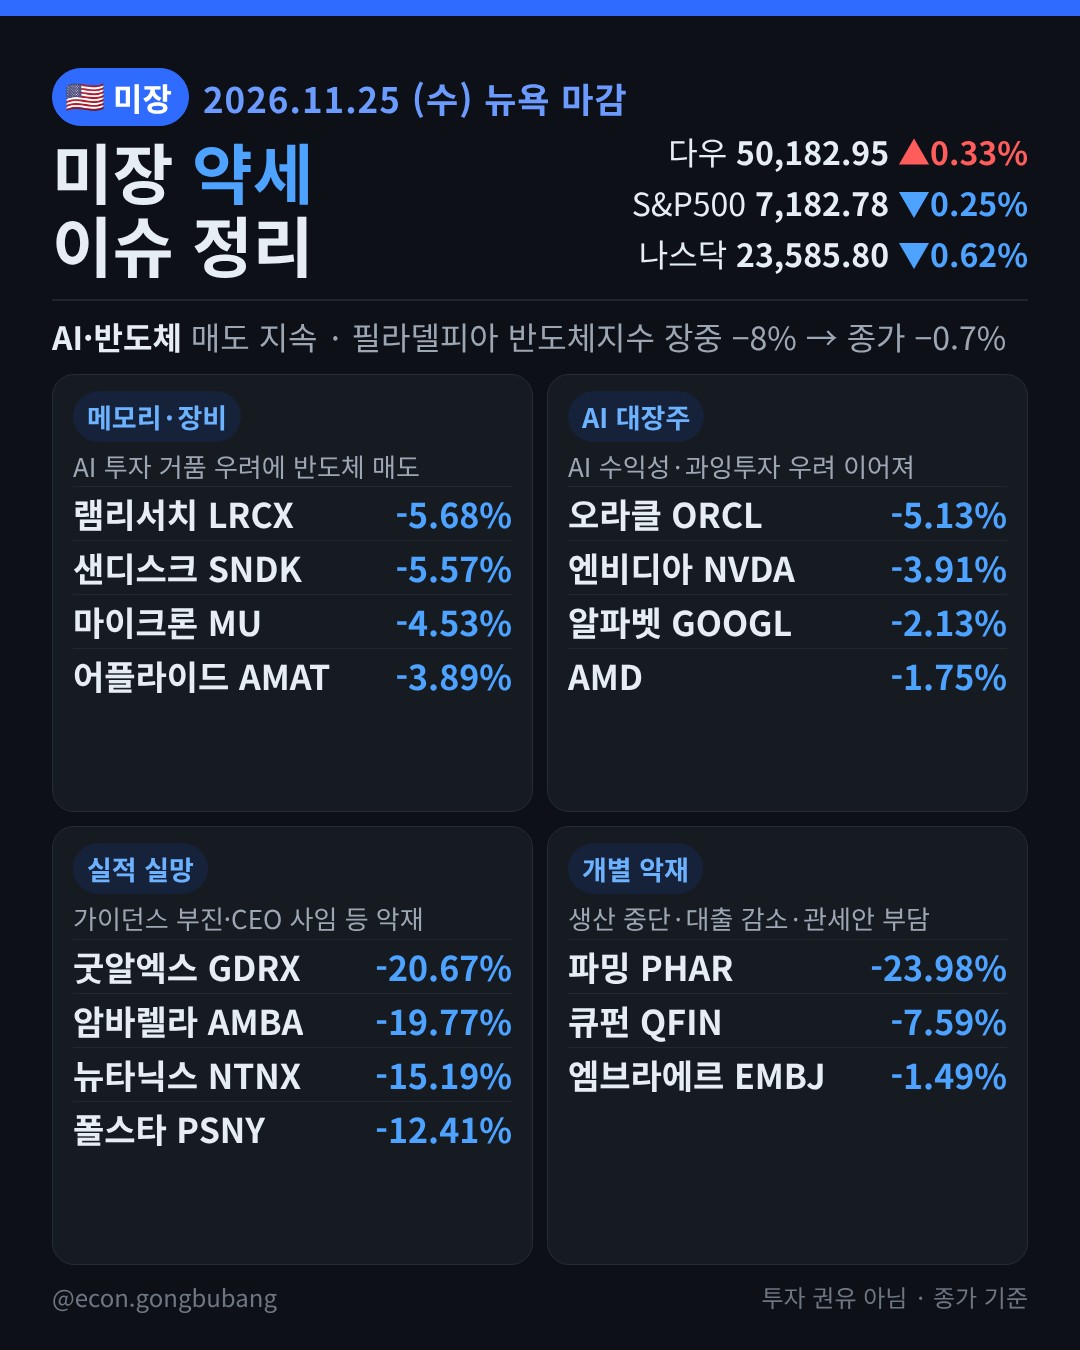 🇺🇸 미장 2026.11.25 (수) 뉴욕 마감
미장 약세
이슈 정리
다우 50,182.95 ▲0.33%
S&P500 7,182.78 ▼0.25%
나스닥 23,585.80 ▼0.62%
AI·반도체 매도 지속 · 필라델피아 반도체지수 장중 −8% → 종가 −0.7%
메모리·장비
AI 투자 거품 우려에 반도체 매도
램리서치 LRCX -5.68%
샌디스크 SNDK -5.57%
마이크론 MU -4.53%
어플라이드 AMAT -3.89%
AI 대장주
AI 수익성·과잉투자 우려 이어져
오라클 ORCL -5.13%
엔비디아 NVDA -3.91%
알파벳 GOOGL -2.13%
AMD -1.75%
실적 실망
가이던스 부진·CEO 사임 등 악재
굿알엑스 GDRX -20.67%
암바렐라 AMBA -19.77%
뉴타닉스 NTNX -15.19%
폴스타 PSNY -12.41%
개별 악재
생산 중단·대출 감소·관세안 부담
파밍 PHAR -23.98%
큐펀 QFIN -7.59%
엠브라에르 EMBJ -1.49%
@econ.gongbubang
투자 권유 아님 · 종가 기준